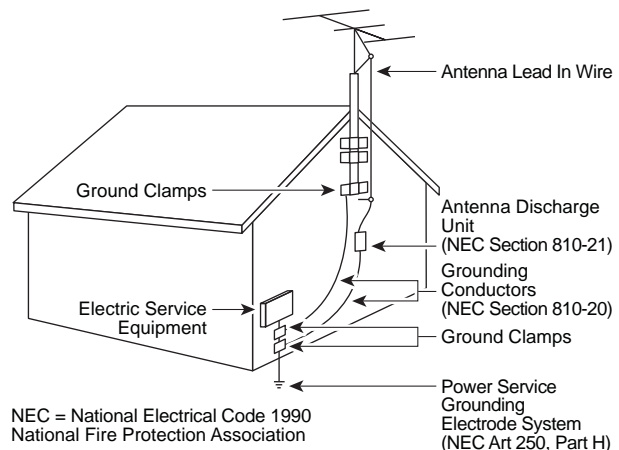 Antenna Lead In Wire
Ground Clamps
Antenna Discharge
Unit
(NEC Section 810-21)
Grounding
Conductors
(NEC Section 810-20)
Electric Service
Equipment
Ground Clamps
Power Service
Grounding
Electrode System
(NEC Art 250, Part H)
NEC = National Electrical Code 1990
National Fire Protection Association